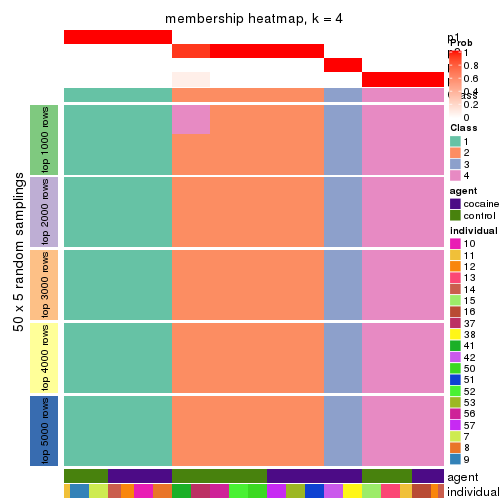 membership heatmap, k = 4
p1
Prob
1
0.8
0.6
0.4
0.2
0
Class
1
2
3
4
agent
cocaine
control
individual
10
11
12
13
14
15
16
37
38
41
42
50
51
52
53
56
57
7
8
9
50 x 5 random samplings
top 1000 rows
top 2000 rows
top 3000 rows
top 4000 rows
top 5000 rows
agent
individual